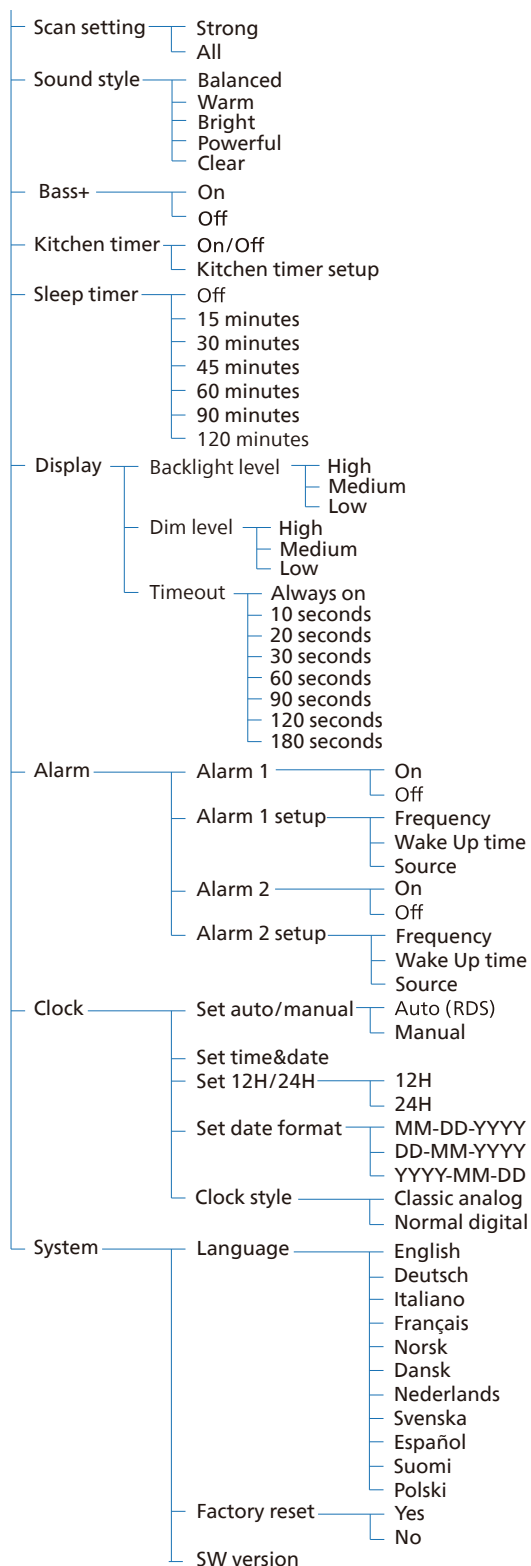 Scan setting Strong
All
Sound style Balanced
Warm
Bright
Powerful
Clear
Bass+ On
Off
Kitchen timer On/Off
Kitchen timer setup
Sleep timer Off
15 minutes
30 minutes
45 minutes
60 minutes
90 minutes
120 minutes
Display Backlight level High
Medium
Low
Dim level High
Medium
Low
Timeout Always on
10 seconds
20 seconds
30 seconds
60 seconds
90 seconds
120 seconds
180 seconds
Alarm Alarm 1 On
Off
Alarm 1 setup Frequency
Wake Up time
Source
Alarm 2 On
Off
Alarm 2 setup Frequency
Wake Up time
Source
Clock Set auto/manual Auto (RDS)
Manual
Set time&date
Set 12H/24H 12H
24H
Set date format MM-DD-YYYY
DD-MM-YYYY
YYYY-MM-DD
Clock style Classic analog
Normal digital
System Language English
Deutsch
Italiano
Français
Norsk
Dansk
Nederlands
Svenska
Español
Suomi
Polski
Factory reset Yes
No
SW version